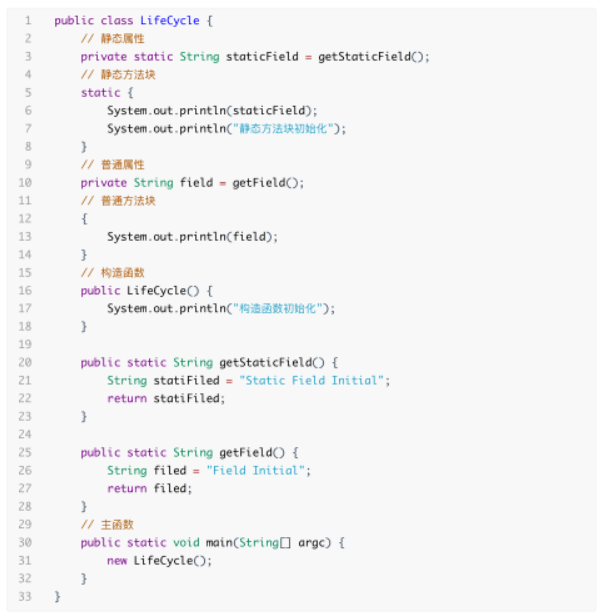 1 public class LifeCycle {
2 // 静态属性
3 private static String staticField = getStaticField();
4 // 静态方法块
5 static {
6 System.out.println(staticField);
7 System.out.println("静态方法块初始化");
8 }
9 // 普通属性
10 private String field = getField();
11 // 普通方法块
12 {
13 System.out.println(field);
14 }
15 // 构造函数
16 public LifeCycle() {
17 System.out.println("构造函数初始化");
18 }
19
20 public static String getStaticField() {
21 String statiFiled = "Static Field Initial";
22 return statiFiled;
23 }
24
25 public static String getField() {
26 String filed = "Field Initial";
27 return filed;
28 }
29 // 主函数
30 public static void main(String[] argc) {
31 new LifeCycle();
32 }
33 }